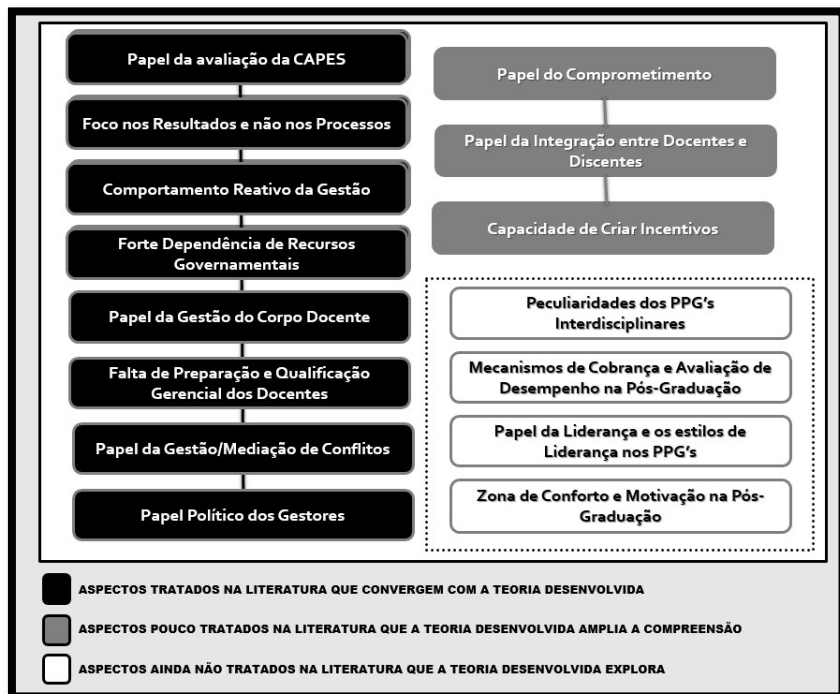 Papel da avaliação da CAPES
Foco nos Resultados e não nos Processos
Comportamento Reativo da Gestão
Forte Dependência de Recursos
Governamentais
Papel da Gestão do Corpo Docente
Falta de Preparação e Qualificação
Gerencial dos Docentes
Papel da Gestão/Mediação de Conflitos
Papel Político dos Gestores
Papel do Comprometimento
Papel da Integração entre Docentes e
Discentes
Capacidade de Criar Incentivos
Peculiaridades dos PPG's
Interdisciplinares
Mecanismos de Cobrança e Avaliação de
Desempenho na Pós-Graduação
Papel da Liderança e os estilos de
Liderança nos PPG's
Zona de Conforto e Motivação na Pós-
Graduação
ASPECTOS TRATADOS NA LITERATURA QUE CONVERGEM COM A TEORIA DESENVOLVIDA
ASPECTOS POUCO TRATADOS NA LITERATURA QUE A TEORIA DESENVOLVIDA AMPLIA A COMPREENSÃO
ASPECTOS AINDA NÃO TRATADOS NA LITERATURA QUE A TEORIA DESENVOLVIDA EXPLORA